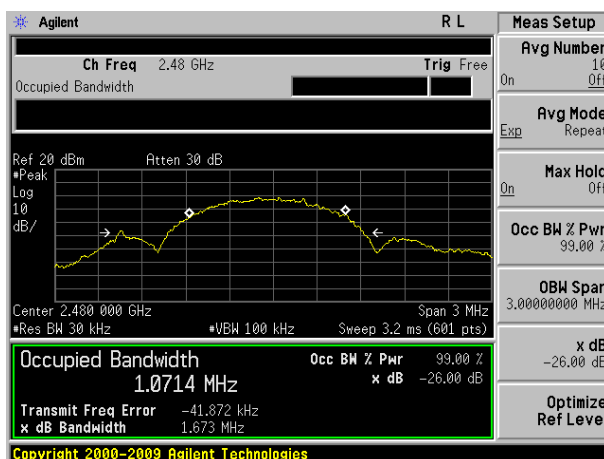 Agilent R L Meas Setup
Ch Freq 2.48 GHz Trig Free
Occupied Bandwidth
Avg Number
10
On Off
Avg Mode
Exp Repeat
Max Hold
On Off
Occ BW % Pwr
99.00 %
OBW Span
3.00000000 MHz
x dB
-26.00 dB
Optimize
Ref Level
Ref 20 dBm Atten 30 dB
#Peak
Log
10
dB/
Center 2.480 000 GHz Span 3 MHz
#Res BW 30 kHz #VBW 100 kHz Sweep 3.2 ms (601 pts)
Occupied Bandwidth Occ BW % Pwr 99.00 %
1.0714 MHz x dB -26.00 dB
Transmit Freq Error -41.872 kHz
x dB Bandwidth 1.673 MHz
Copyright 2000-2009 Agilent Technologies